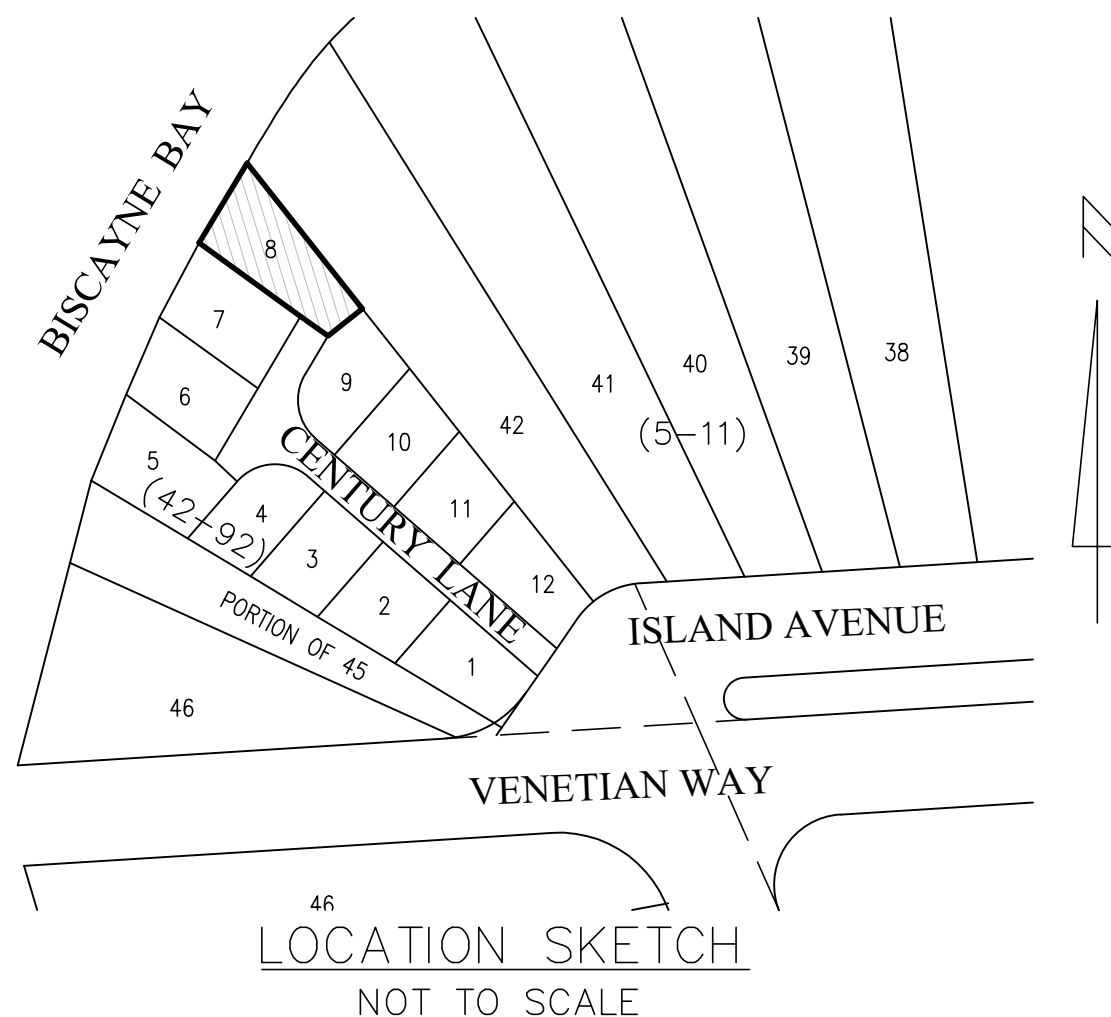 BISCAYNE BAY
8
7
6
5
(42-92)
4
3
2
1
9
10
11
12
CENTURY LANE
42
41
40
(5-11)
39
38
N
PORTION OF 45
46
ISLAND AVENUE
VENETIAN WAY
46
LOCATION SKETCH
NOT TO SCALE